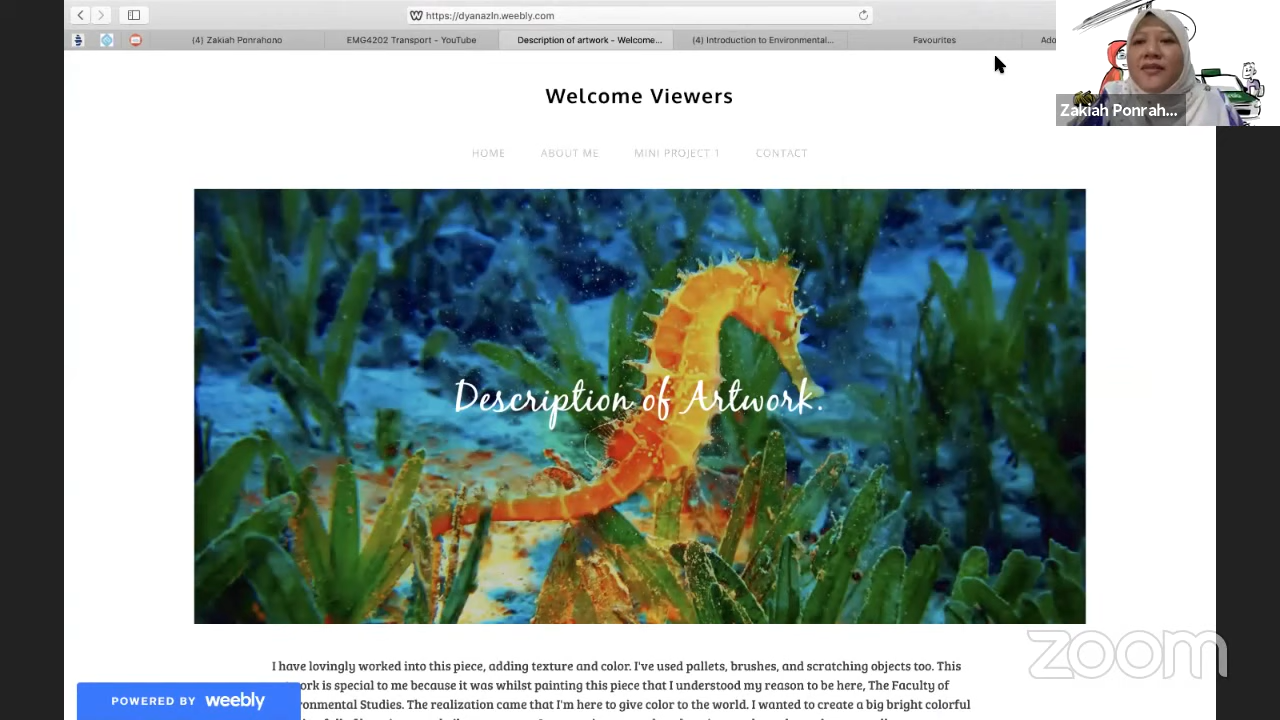 https://dyanazln.weebly.com
(4) Zakiah Ponrahono
EMG4202 Transport - YouTube
Description of artwork - Welcome...
(4) Introduction to Environmental...
Favourites
Ado
Zakiah Ponrah...
Welcome Viewers
HOME
ABOUT ME
MINI PROJECT 1
CONTACT
Description of Artwork.
I have lovingly worked into this piece, adding texture and color. I've used pallets, brushes, and scratching objects too. This
ork is special to me because it was whilst painting this piece that I understood my reason to be here, The Faculty of
ronmental Studies. The realization came that I'm here to give color to the world. I wanted to create a big bright colorful
POWERED BY weebly
zoom